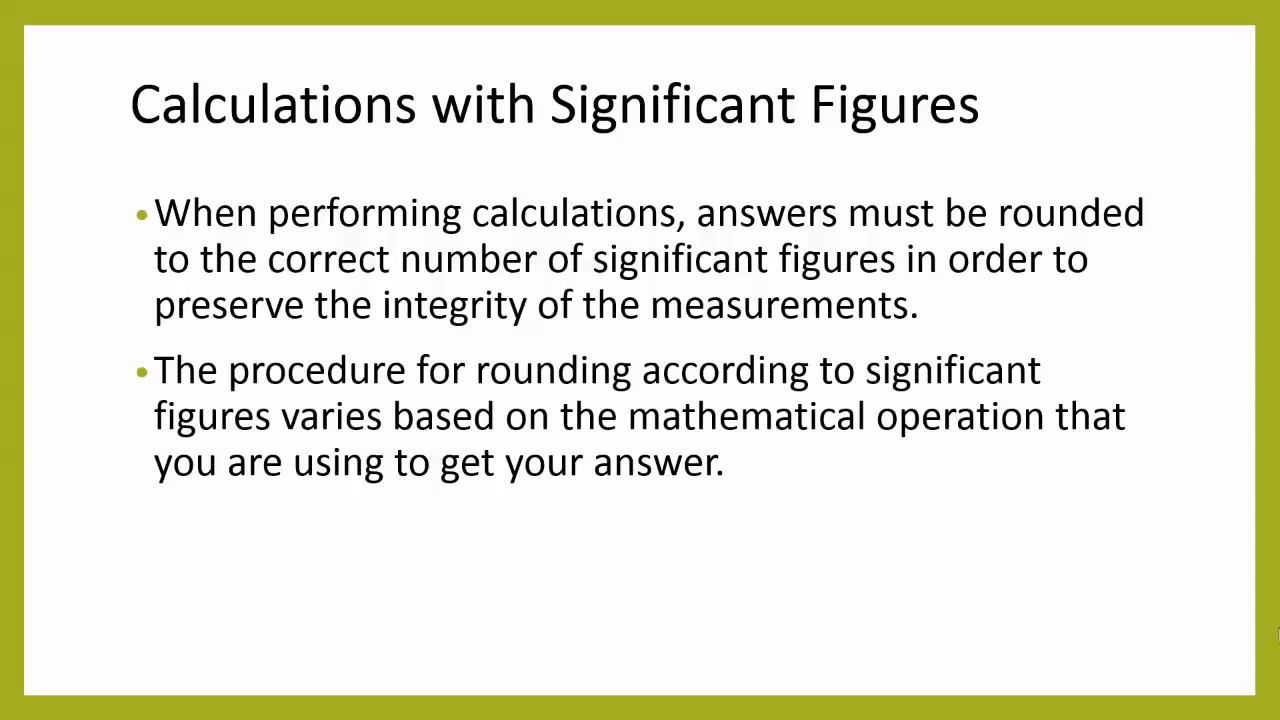 Calculations with Significant Figures
•When performing calculations, answers must be rounded
to the correct number of significant figures in order to
preserve the integrity of the measurements.
•The procedure for rounding according to significant
figures varies based on the mathematical operation that
you are using to get your answer.